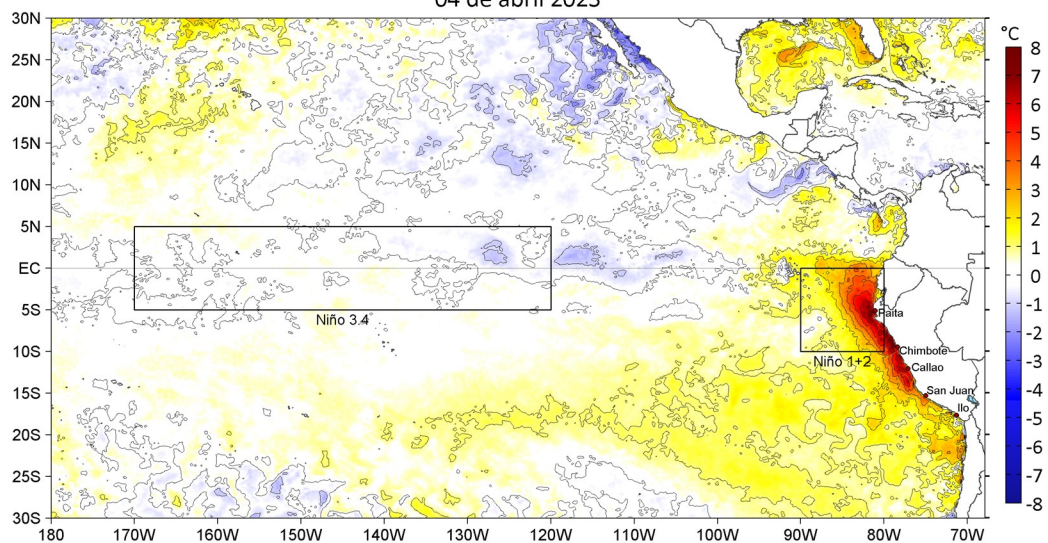 04 de abril 2023
°C
30N
25N
20N
15N
10N
5N
EC
5S
10S
15S
20S
25S
30S
180
170W
160W
150W
140W
130W
120W
110W
100W
90W
80W
70W
Niño 3.4
Niño 1+2
Paita
Chimbote
Callao
San Juan
Ilo
8
7
6
5
4
3
2
1
0
-1
-2
-3
-4
-5
-6
-7
-8